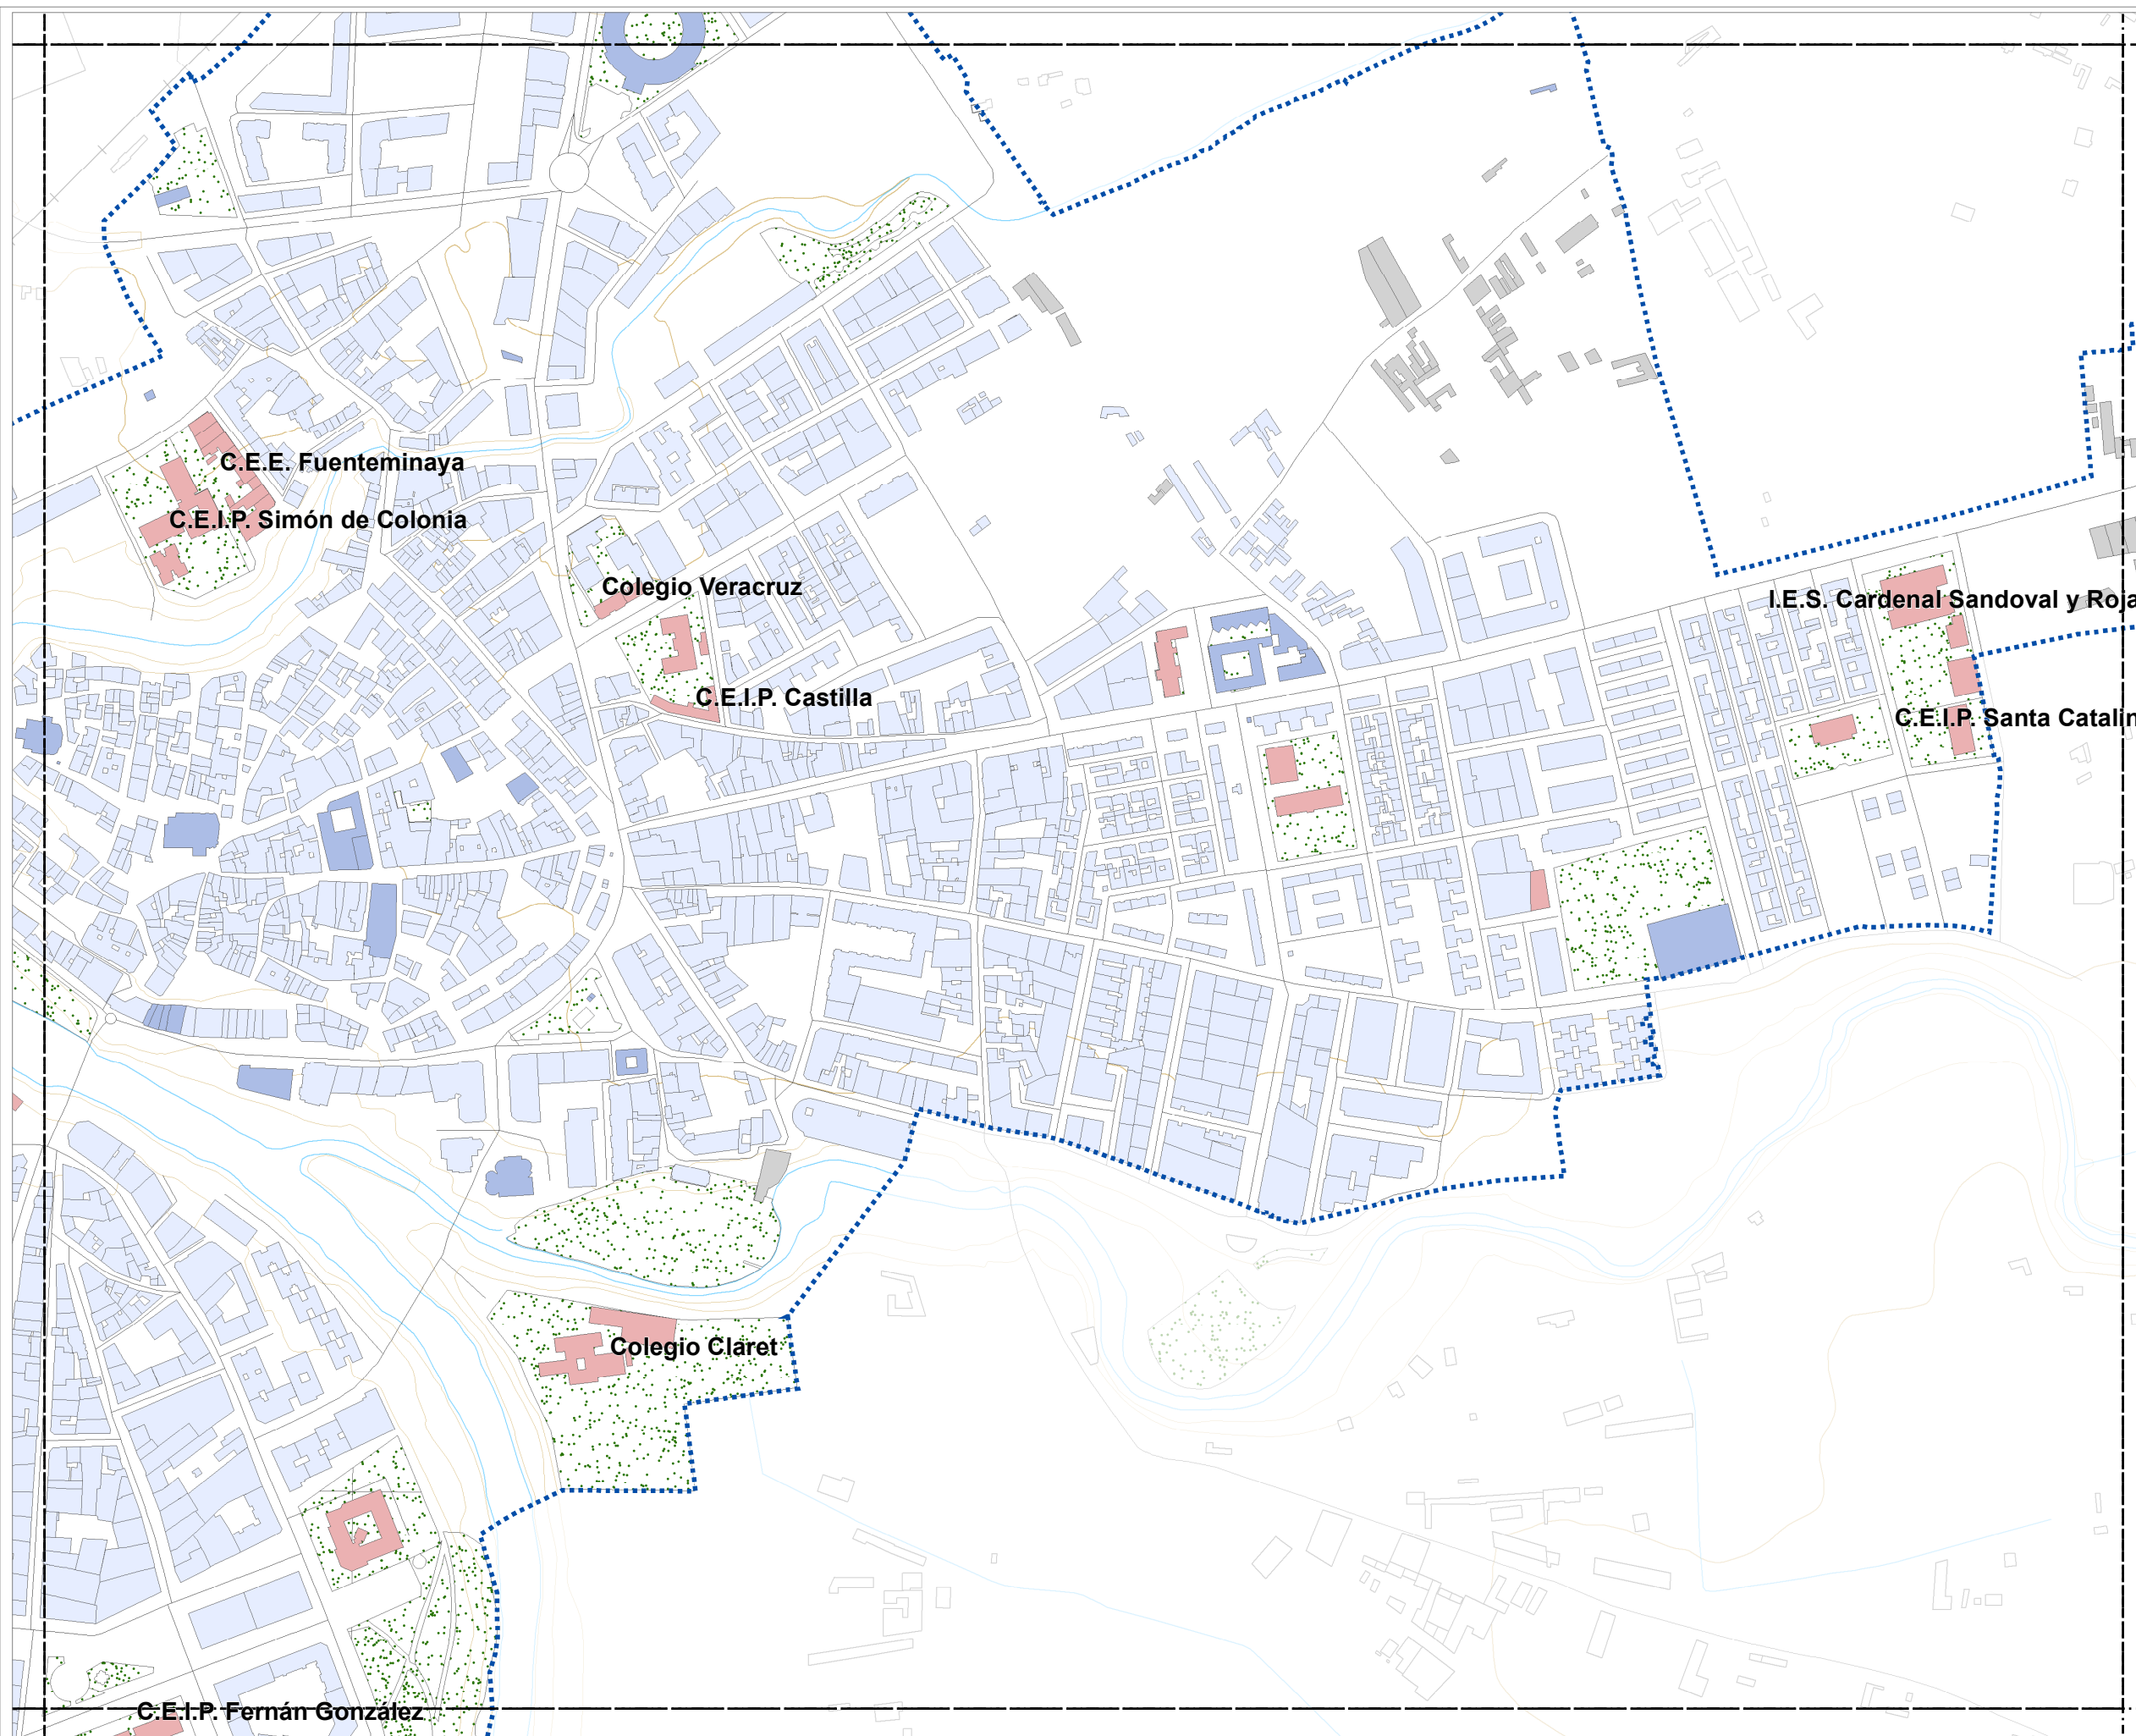 C.E.E. Fuenteminaya
C.E.I.P. Simón de Colonia
Colegio Veracruz
I.E.S. Cardenal Sandoval y Roja
C.E.I.P. Castilla
C.E.I.P. Santa Catalin
Colegio Claret
C.E.I.P. Fernán González